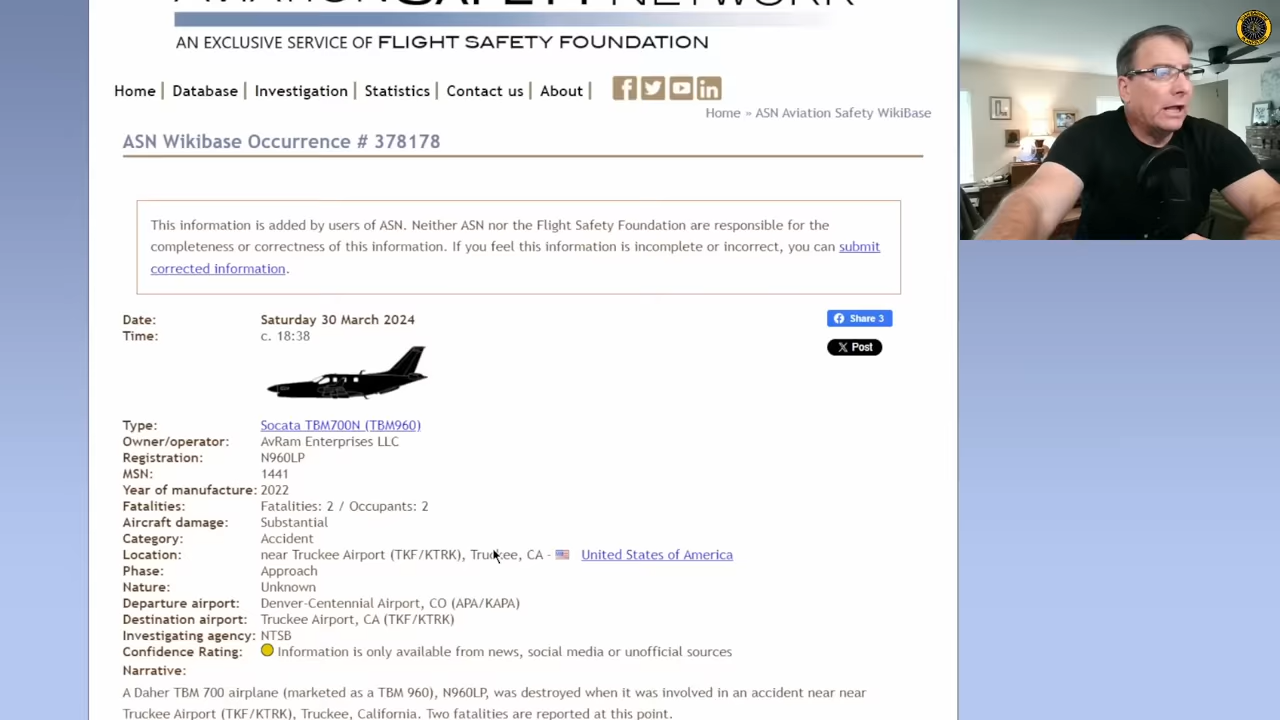 AVIATION SAFETY NETWORK
AN EXCLUSIVE SERVICE OF FLIGHT SAFETY FOUNDATION
Home | Database | Investigation | Statistics | Contact us | About |
Home » ASN Aviation Safety WikiBase
ASN Wikibase Occurrence # 378178
This information is added by users of ASN. Neither ASN nor the Flight Safety Foundation are responsible for the
completeness or correctness of this information. If you feel this information is incomplete or incorrect, you can submit
corrected information.
Date: Saturday 30 March 2024
Share 3
Time: c. 18:38
X Post
Type: Socata TBM700N (TBM960)
Owner/operator: AvRam Enterprises LLC
Registration: N960LP
MSN: 1441
Year of manufacture: 2022
Fatalities: Fatalities: 2 / Occupants: 2
Aircraft damage: Substantial
Category: Accident
Location: near Truckee Airport (TKF/KTRK), Truckee, CA - United States of America
Phase: Approach
Nature: Unknown
Departure airport: Denver-Centennial Airport, CO (APA/KAPA)
Destination airport: Truckee Airport, CA (TKF/KTRK)
Investigating agency: NTSB
Confidence Rating: Information is only available from news, social media or unofficial sources
Narrative:
A Daher TBM 700 airplane (marketed as a TBM 960), N960LP, was destroyed when it was involved in an accident near near
Truckee Airport (TKF/KTRK), Truckee, California. Two fatalities are reported at this point.